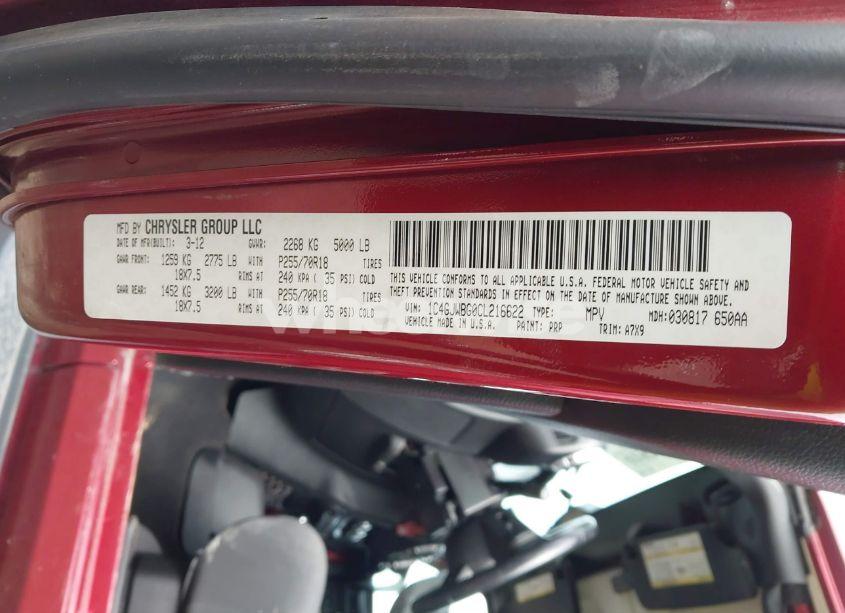 MFD BY CHRYSLER GROUP LLC
DATE OF MFR(BUILT): 3-12 GVWR: 2268 KG 5000 LB
GAWR FRONT: 1259 KG 2775 LB WITH P255/70R18 TIRES
18X7.5 RIMS AT 240 KPA ( 35 PSI) COLD
GAWR REAR: 1452 KG 3200 LB WITH P255/70R18 TIRES
18X7.5 RIMS AT 240 KPA ( 35 PSI) COLD
THIS VEHICLE CONFORMS TO ALL APPLICABLE U.S.A. FEDERAL MOTOR VEHICLE SAFETY AND
THEFT PREVENTION STANDARDS IN EFFECT ON THE DATE OF MANUFACTURE SHOWN ABOVE.
VIN: 1C4GJWBG0CL216622 TYPE: MPV MDH:030817 650AA
VEHICLE MADE IN U.S.A. PAINT: PRP TRIM: A7X9